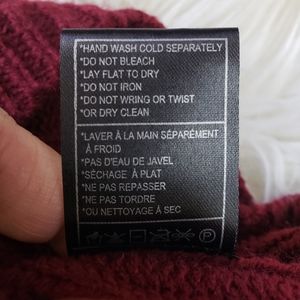 *HAND WASH COLD SEPARATELY
*DO NOT BLEACH
*LAY FLAT TO DRY
*DO NOT IRON
*DO NOT WRING OR TWIST
*OR DRY CLEAN
*LAVER À LA MAIN SÉPARÉMENT
À FROID
*PAS D'EAU DE JAVEL
*SÉCHAGE À PLAT
*NE PAS REPASSER
*NE PAS TORDRE
*OU NETTOYAGE À SEC